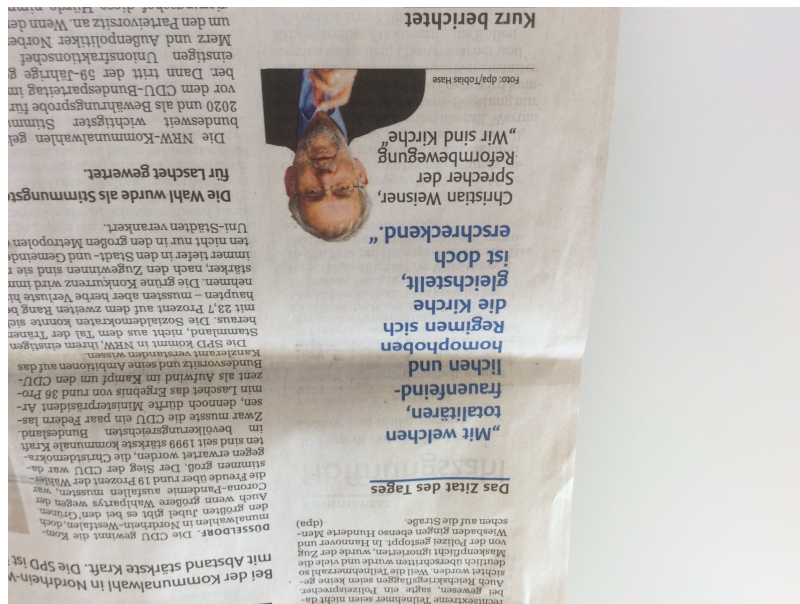 rechtsextreme Teilnehmer seien nicht da-
bei gewesen, sagte ein Polizeisprecher.
Auch Reichskriegsflaggen seien keine ge-
sichtet worden. Weil die Teilnehmerzahl so
deutlich überschritten wurde und viele die
Maskenpflicht ignorierten, wurde der Zug
von der Polizei gestoppt. In Hannover und
Wiesbaden gingen ebenso Hunderte Men-
schen auf die Straße. (dpa)
Das Zitat des Tages
„Mit welchen
totalitären,
frauenfeind-
lichen und
homophoben
Regimen sich
die Kirche
gleichstellt,
ist doch
erschreckend.“
Christian Weisner,
Sprecher der
Reformbewegung
„Wir sind Kirche“
Foto: dpa/Tobias Hase
Kurz berichtet
Bei der Kommunalwahl in Nordrhein-W
mit Abstand stärkste Kraft. Die SPD ist
DÜSSELDORF. Die CDU gewinnt die Kom-
munalwahlen in Nordrhein-Westfalen, doch
den größten Jubel gibt es bei den Grünen.
Auch wenn größere Wahlpartys wegen der
Corona-Pandemie ausfallen mussten, war
die Freude über rund 19 Prozent der Wähler-
stimmen groß. Der Sieg der CDU war da-
gegen erwartet worden, die Christdemokra-
ten sind seit 1999 stärkste kommunale Kraft
im bevölkerungsreichsten Bundesland.
Zwar musste die CDU ein paar Federn las-
sen, dennoch dürfte Ministerpräsident Ar-
min Laschet das Ergebnis von rund 36 Pro-
zent als Aufwind im Kampf um den CDU-
Bundesvorsitz und seine Ambitionen auf das
Kanzleramt verstanden wissen.
Die SPD kommt in NRW, ihrem einstigen
Stammland, nicht aus dem Tal der Tränen
heraus. Die Sozialdemokraten konnte sich
mit 23,7 Prozent auf dem zweiten Rang be
haupten – mussten aber herbe Verluste hi
nehmen. Die grüne Konkurrenz wird imm
stärker, nach den Zugewinnen sind sie n
immer tiefer in den Stadt- und Gemeinde
ten nicht nur in den großen Metropolen
Uni-Städten verankert.
Die Wahl wurde als Stimmungste
für Laschet gewertet.
Die NRW-Kommunalwahlen gel
bundesweit wichtigster Stimm
2020 und als Bewährungsprobe für
vor dem CDU-Bundesparteitag im
ber. Dann tritt der 59-Jährige g
einstigen Unionsfraktionschef
Merz und Außenpolitiker Norber
um den Parteivorsitz an. Wenn de